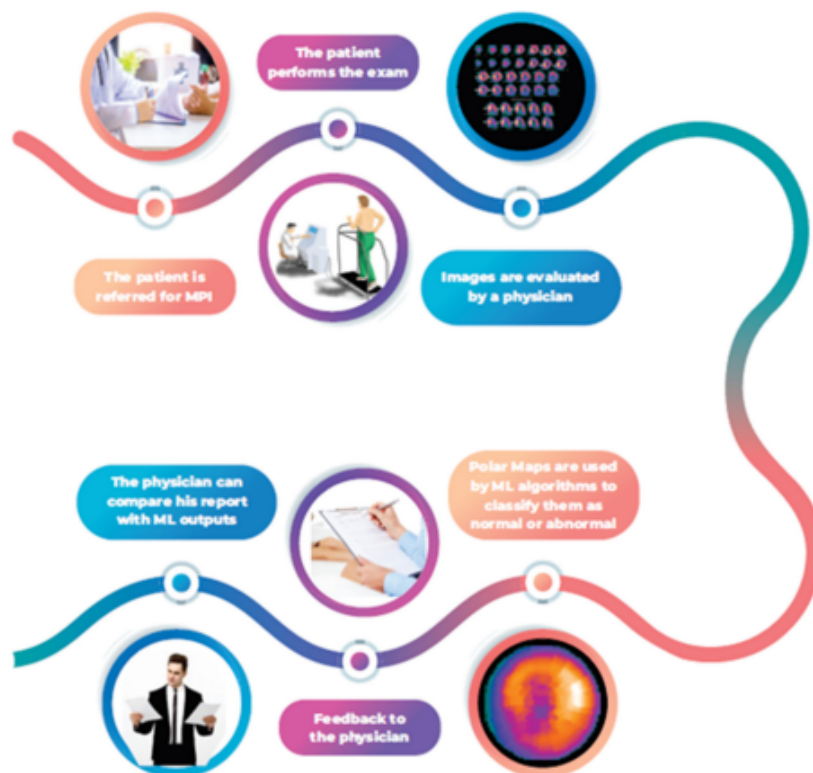 The patient
performs the exam
The patient is
referred for MPI
Images are evaluated
by a physician
Polar Maps are used
by ML algorithms to
classify them as
normal or abnormal
Feedback to
the physician
The physician can
compare his report
with ML outputs